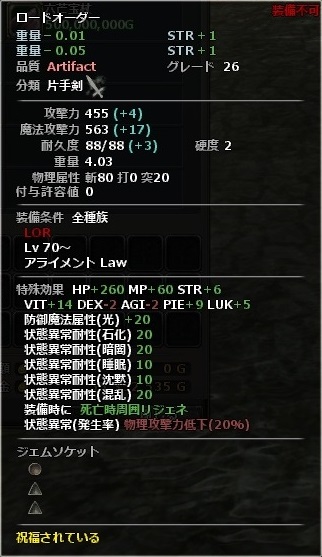 ロードオーダー
装備不可
重量－0.01 STR＋1
重量－0.05 STR＋1
品質 Artifact グレード 26
分類 片手剣
攻撃力 455 (+4)
魔法攻撃力 563 (+17)
耐久度 88/88 (+3) 硬度 2
重量 4.03
物理属性 斬80 打0 突20
付与許容値 0
装備条件 全種族
LOR
Lv 70～
アライメント Law
特殊効果 HP+260 MP+60 STR+6
VIT+14 DEX-2 AGI-2 PIE+9 LUK+5
防御魔法属性(光) +20
状態異常耐性(石化) 20
状態異常耐性(暗闇) 20
状態異常耐性(睡眠) 10
状態異常耐性(沈黙) 10
状態異常耐性(混乱) 20
装備時に 死亡時周囲リジェネ
状態異常(発生率) 物理攻撃力低下(20%)
ジェムソケット
祝福されている